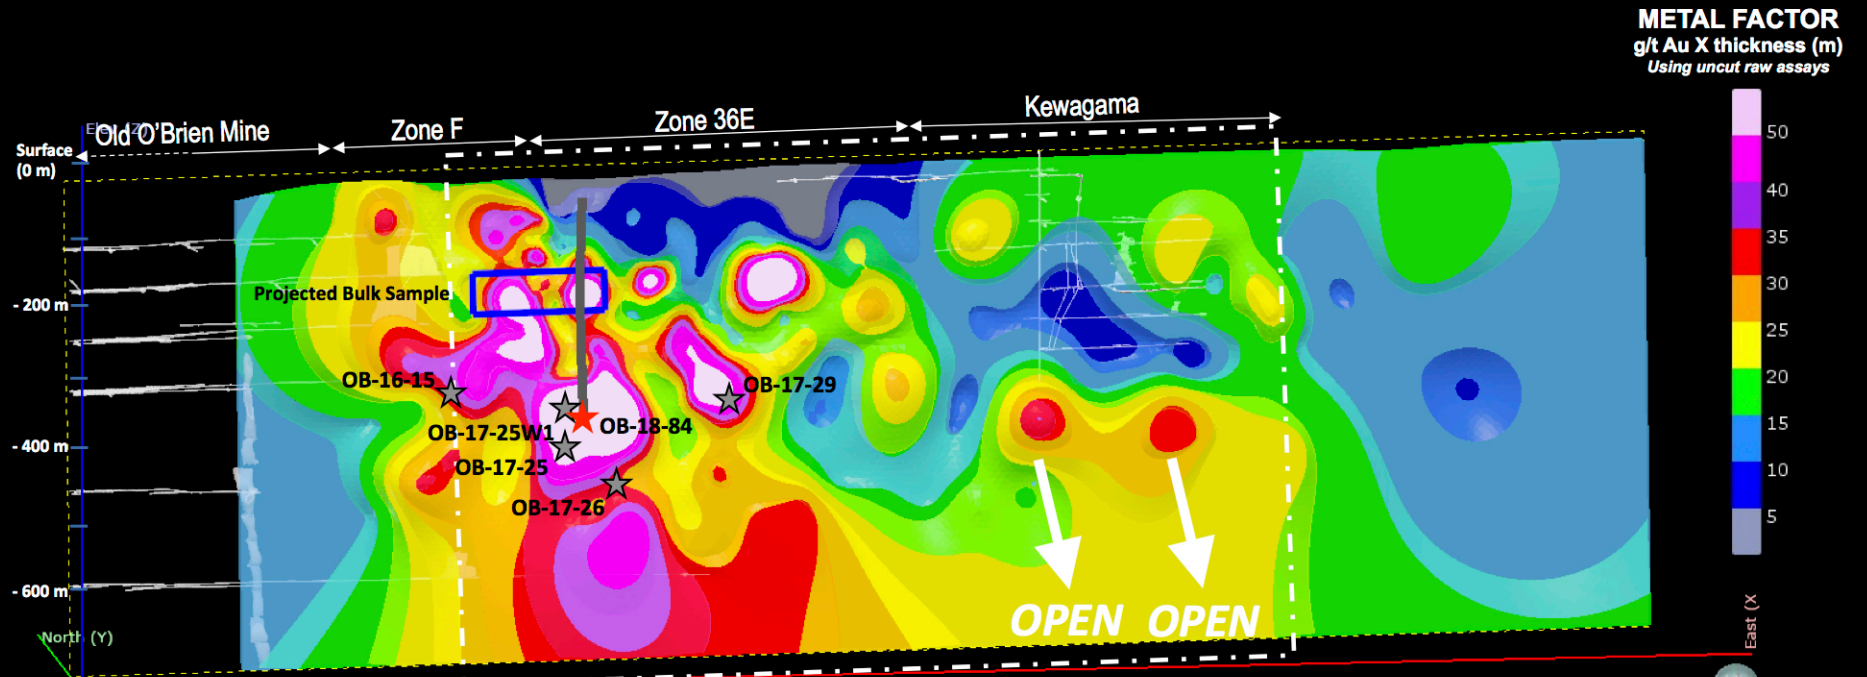 METAL FACTOR
g/t Au X thickness (m)
Using uncut raw assays
Kewagama
Zone 36E
Zone F
Old O'Brien Mine
Elev (Z)
Surface
(0 m)
50
40
35
30
25
20
15
10
5
Projected Bulk Sample
- 200 m
OB-16-15
OB-17-29
OB-18-84
OB-17-25W1
- 400 m
OB-17-25
OB-17-26
- 600 m
OPEN OPEN
North (Y)
East (X